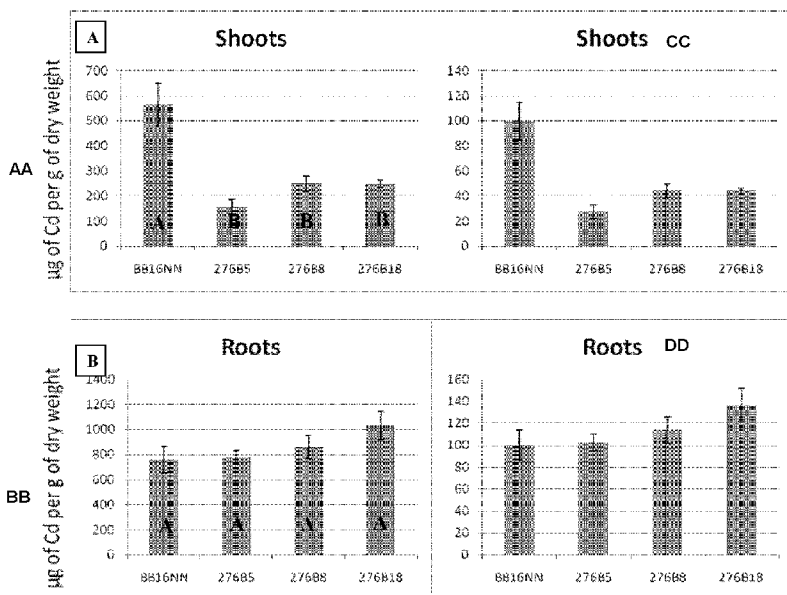 A
Shoots
Shoots CC
AA
µg of Cd per g of dry weight
700
600
500
400
300
200
100
0
A
B
B
B
BB16NN
276B5
276B8
276B18
140
120
100
80
60
40
20
0
BB16NN
276B5
276B8
276B18
B
Roots
Roots DD
BB
µg of Cd per g of dry weight
1400
1200
1000
800
600
400
200
0
A
A
A
A
BB16NN
276B5
276B8
276B18
160
140
120
100
80
60
40
20
0
BB16NN
276B5
276B8
276B18